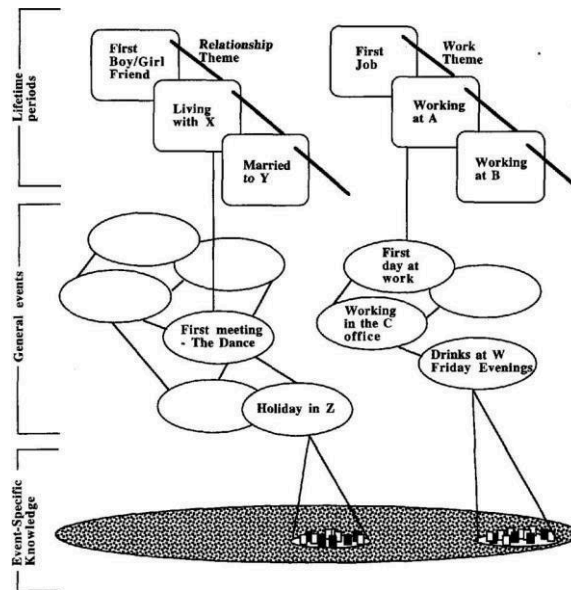 Lifetime
periods
First
Boy/Girl
Friend
Relationship
Theme
Living
with X
Married
to Y
First
Job
Work
Theme
Working
at A
Working
at B
General events
First
day at
work
Working
in the C
office
First meeting
- The Dance
Drinks at W
Friday Evenings
Holiday in Z
Event-Specific
Knowledge